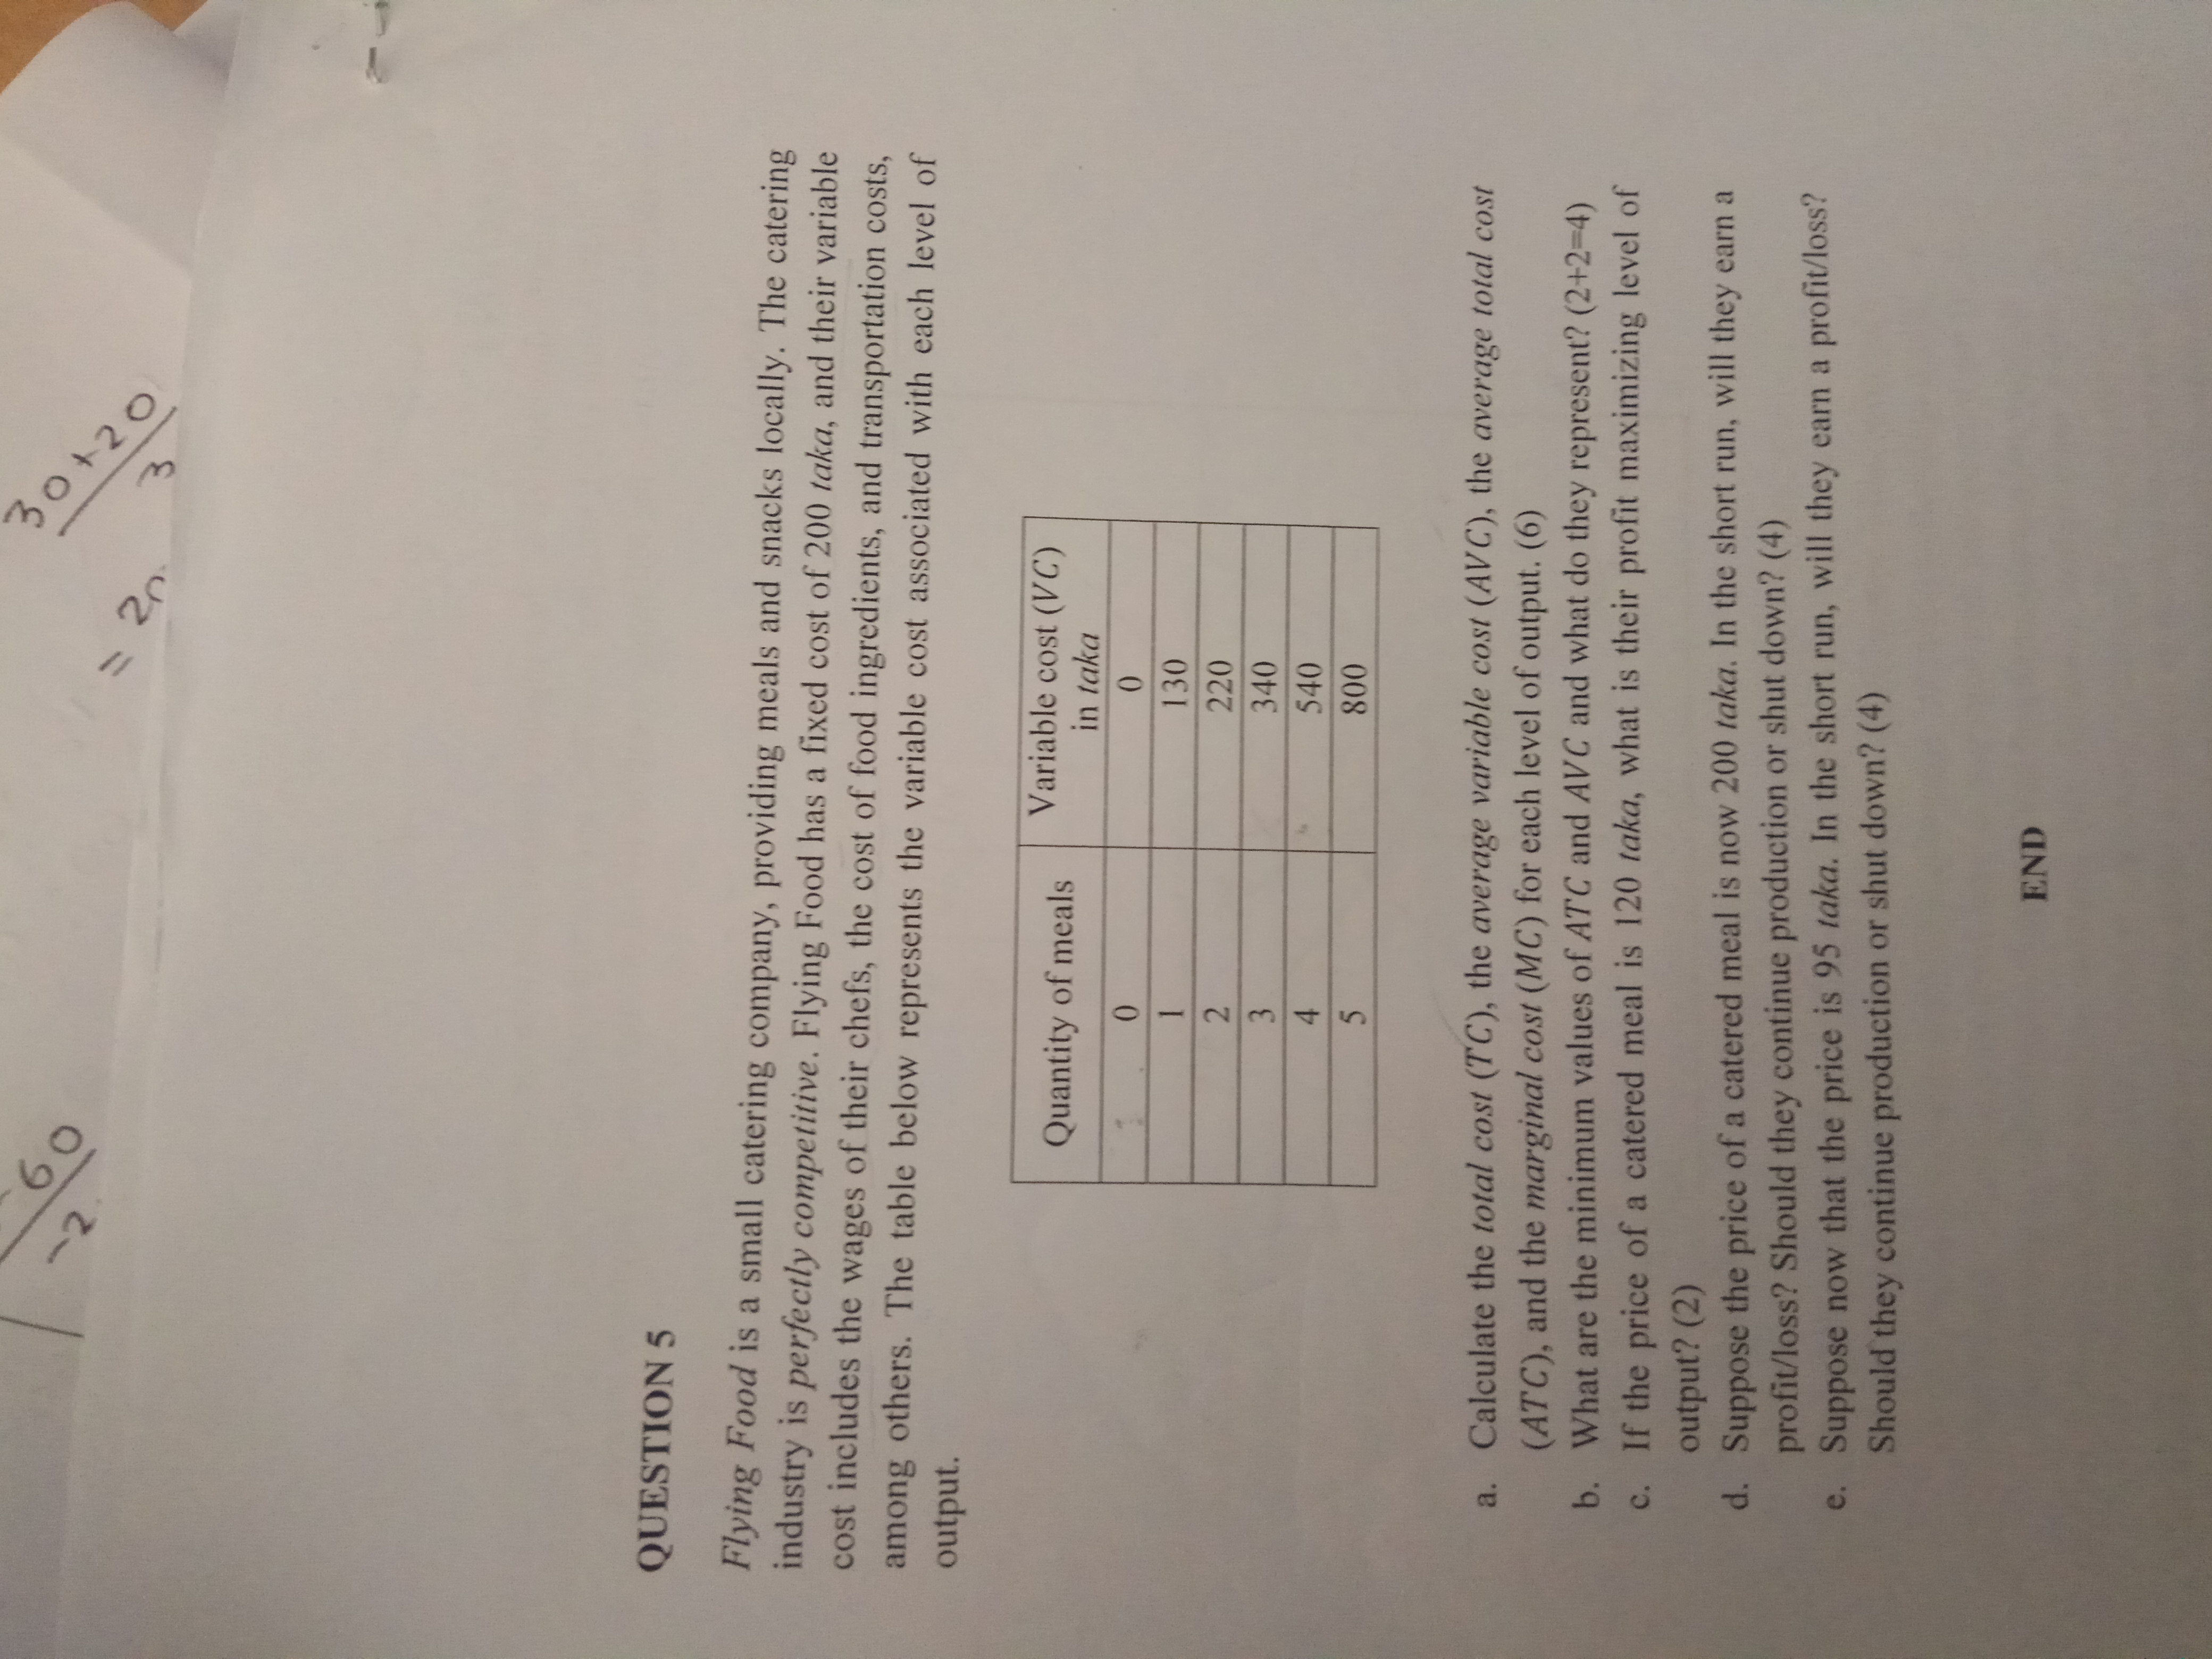 60
-2
30 × 20
3
= 20
QUESTION 5
Flying Food is a small catering company, providing meals and snacks locally. The catering
industry is perfectly competitive. Flying Food has a fixed cost of 200 taka, and their variable
cost includes the wages of their chefs, the cost of food ingredients, and transportation costs,
among others. The table below represents the variable cost associated with each level of
output.
Quantity of meals Variable cost (VC)
in taka
0 0
1 130
2 220
3 340
4 540
5 800
a. Calculate the total cost (TC), the average variable cost (AVC), the average total cost
(ATC), and the marginal cost (MC) for each level of output. (6)
b. What are the minimum values of ATC and AVC and what do they represent? (2+2=4)
c. If the price of a catered meal is 120 taka, what is their profit maximizing level of
output? (2)
d. Suppose the price of a catered meal is now 200 taka. In the short run, will they earn a
profit/loss? Should they continue production or shut down? (4)
e. Suppose now that the price is 95 taka. In the short run, will they earn a profit/loss?
Should they continue production or shut down? (4)
END